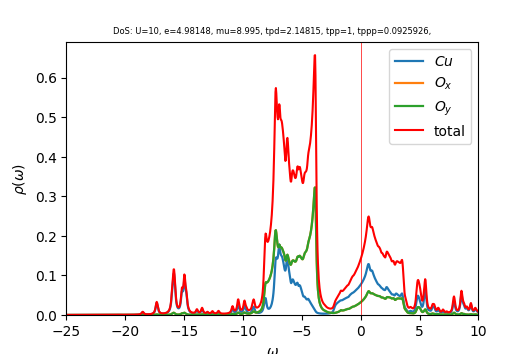 DoS: U=10, e=4.98148, mu=8.995, tpd=2.14815, tpp=1, tppp=0.0925926,
Cu
Oₓ
O_y
total
ρ(ω)
0.6
0.5
0.4
0.3
0.2
0.1
0.0
−25 −20 −15 −10 −5 0 5 10
ω